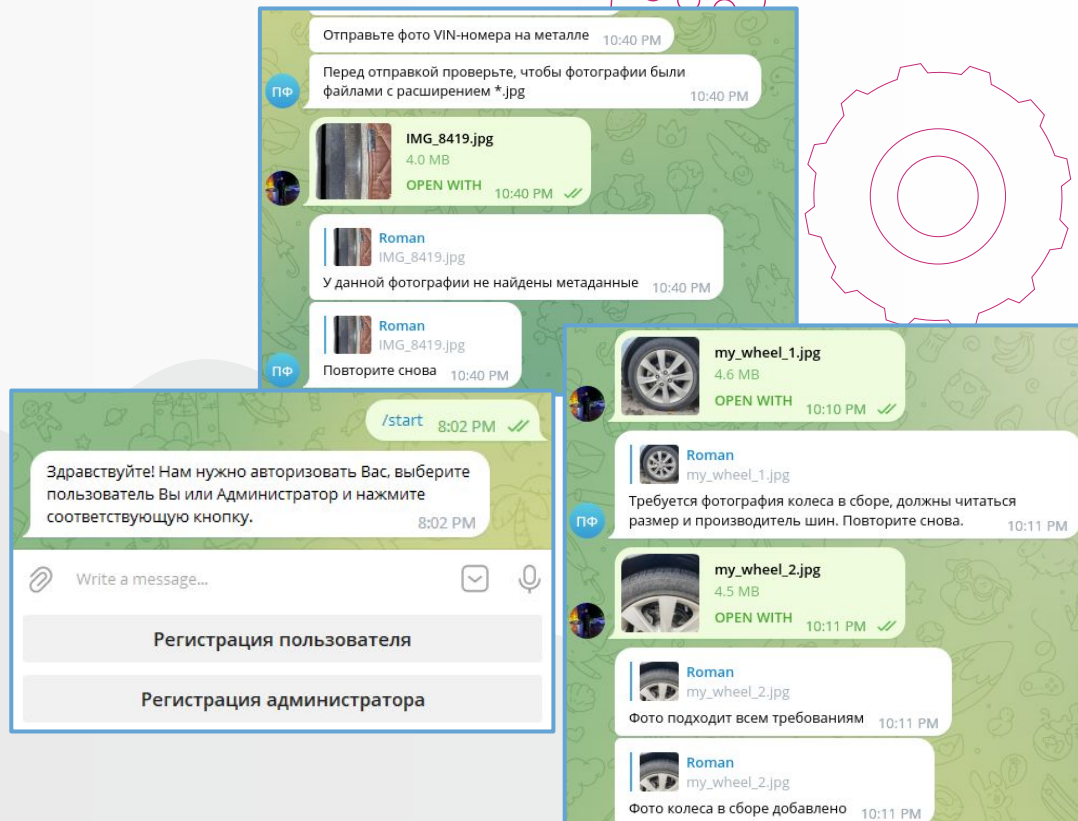 Отправьте фото VIN-номера на металле 10:40 PM
Перед отправкой проверьте, чтобы фотографии были
файлами с расширением *.jpg 10:40 PM
ПФ
IMG_8419.jpg
4.0 MB
OPEN WITH 10:40 PM
Roman
IMG_8419.jpg
У данной фотографии не найдены метаданные 10:40 PM
Roman
IMG_8419.jpg
ПФ
Повторите снова 10:40 PM
/start 8:02 PM
Здравствуйте! Нам нужно авторизовать Вас, выберите
пользователь Вы или Администратор и нажмите
соответствующую кнопку. 8:02 PM
Write a message...
Регистрация пользователя
Регистрация администратора
my_wheel_1.jpg
4.6 MB
OPEN WITH 10:10 PM
Roman
my_wheel_1.jpg
Требуется фотография колеса в сборе, должны читаться
ПФ
размер и производитель шин. Повторите снова. 10:11 PM
my_wheel_2.jpg
4.5 MB
OPEN WITH 10:11 PM
Roman
my_wheel_2.jpg
Фото подходит всем требованиям 10:11 PM
Roman
my_wheel_2.jpg
Фото колеса в сборе добавлено 10:11 PM